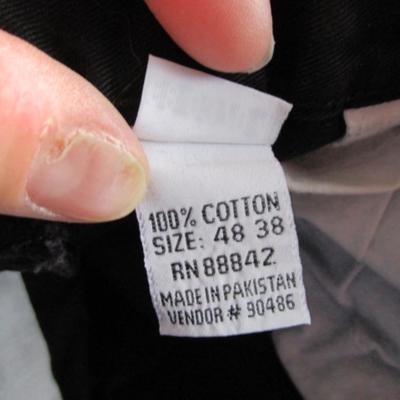 100% COTTON
SIZE: 48 38
RN 88842
MADE IN PAKISTAN
VENDOR # 90486